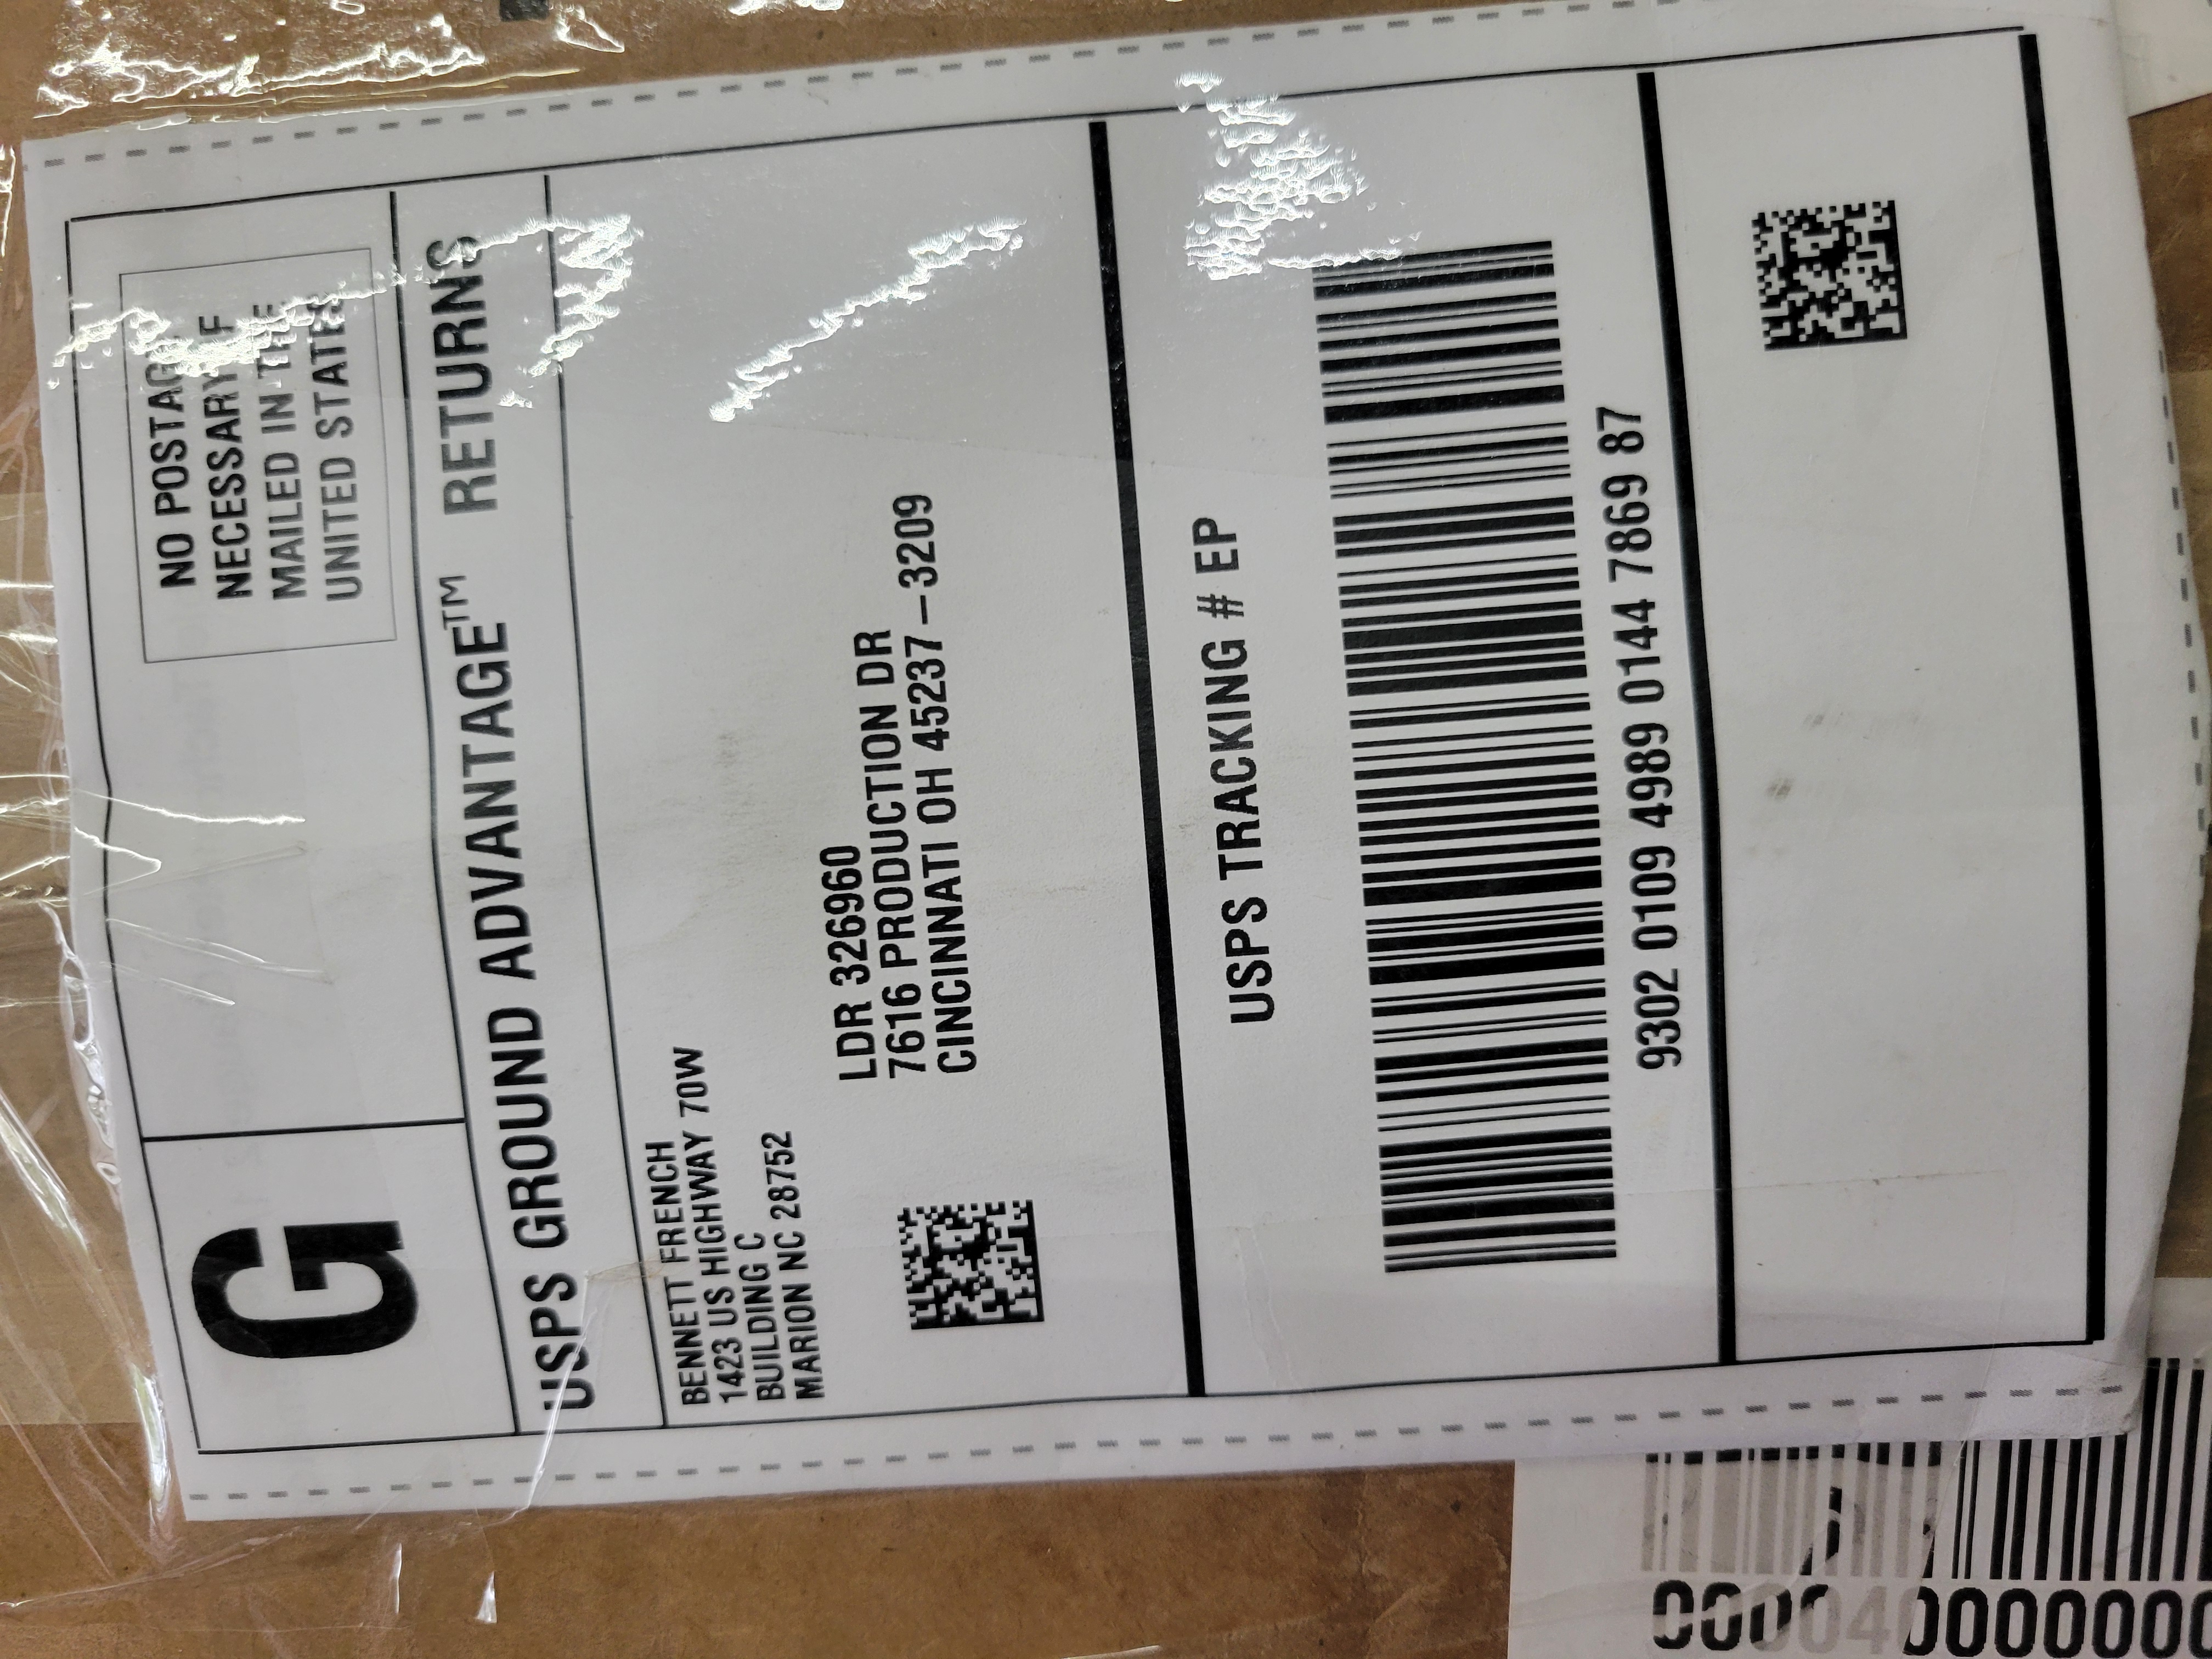 G
NO POSTAGE
NECESSARY IF
MAILED IN THE
UNITED STATES
USPS GROUND ADVANTAGE™ RETURNS
BENNETT FRENCH
1423 US HIGHWAY 70W
BUILDING C
MARION NC 28752
LDR 326960
7616 PRODUCTION DR
CINCINNATI OH 45237-3209
USPS TRACKING # EP
9302 0109 4989 0144 7869 87